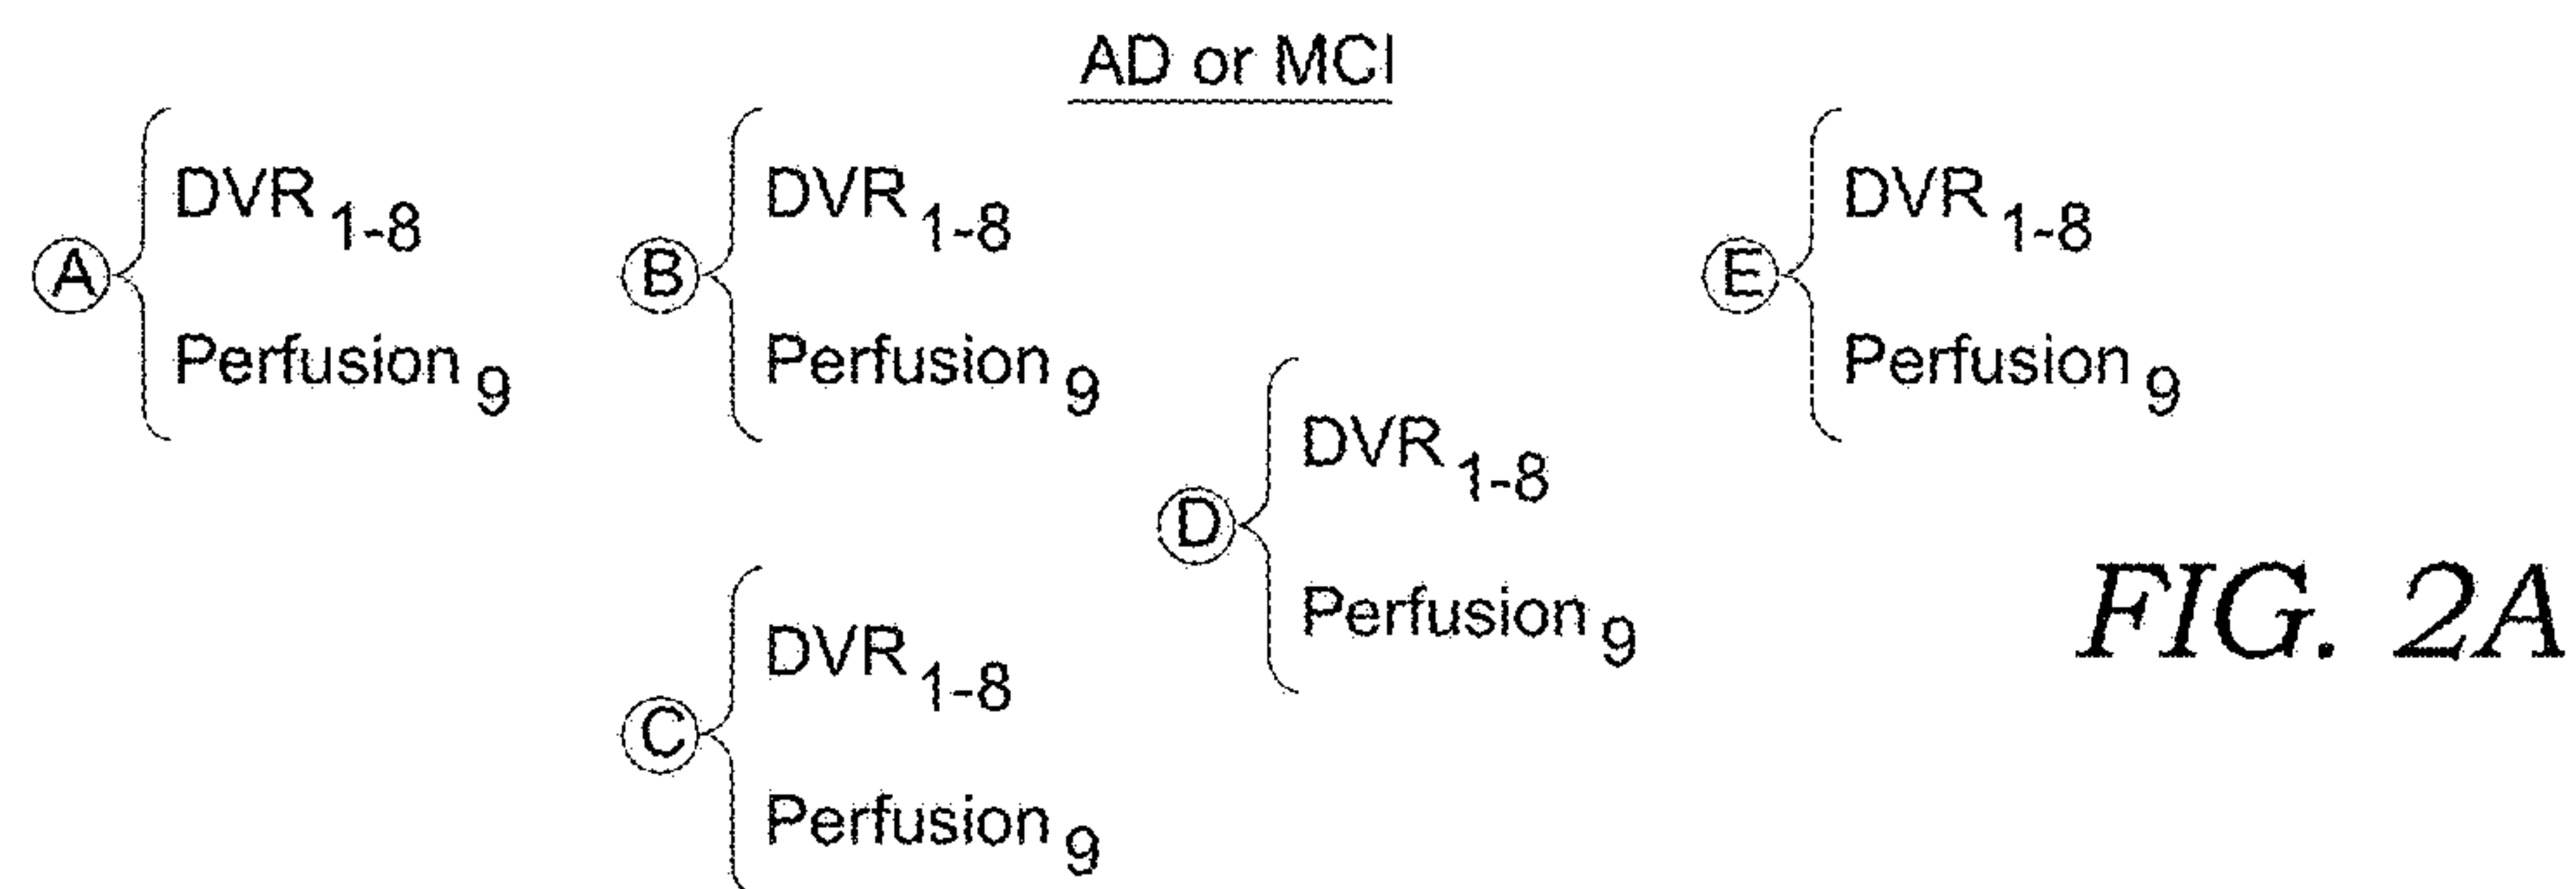 AD or MCI
A
DVR 1-8
Perfusion 9
B
DVR 1-8
Perfusion 9
E
DVR 1-8
Perfusion 9
D
DVR 1-8
Perfusion 9
C
DVR 1-8
Perfusion 9
FIG. 2A